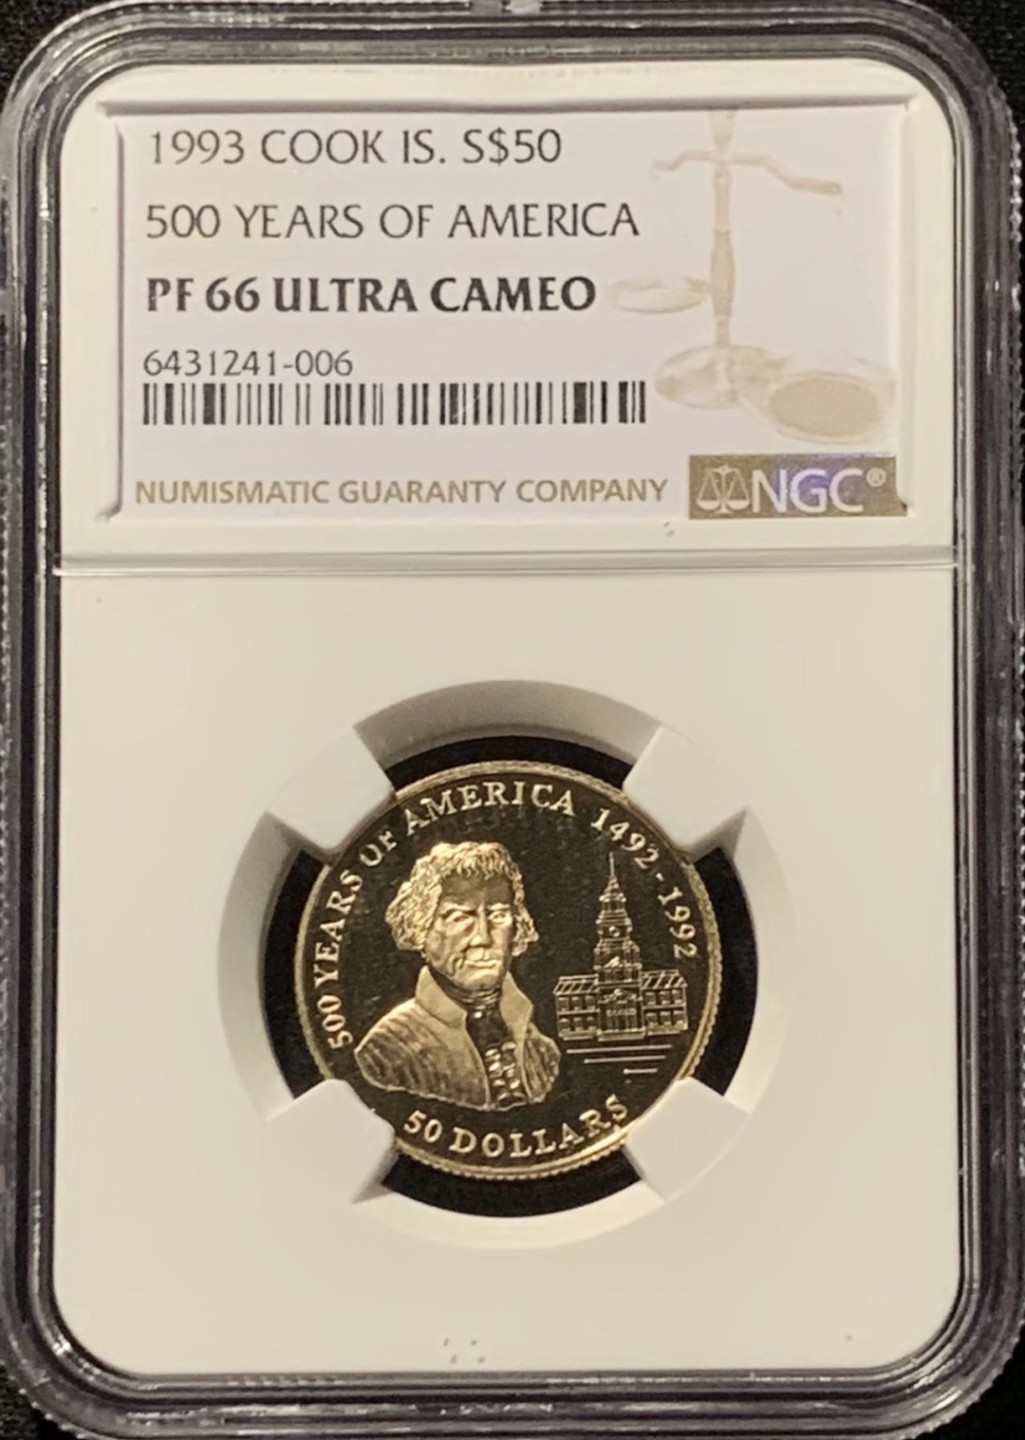 1993 COOK IS. S$50
500 YEARS OF AMERICA
PF 66 ULTRA CAMEO
6431241-006
NUMISMATIC GUARANTY COMPANY
NGC®
500 YEARS OF AMERICA 1492 - 1992
50 DOLLARS